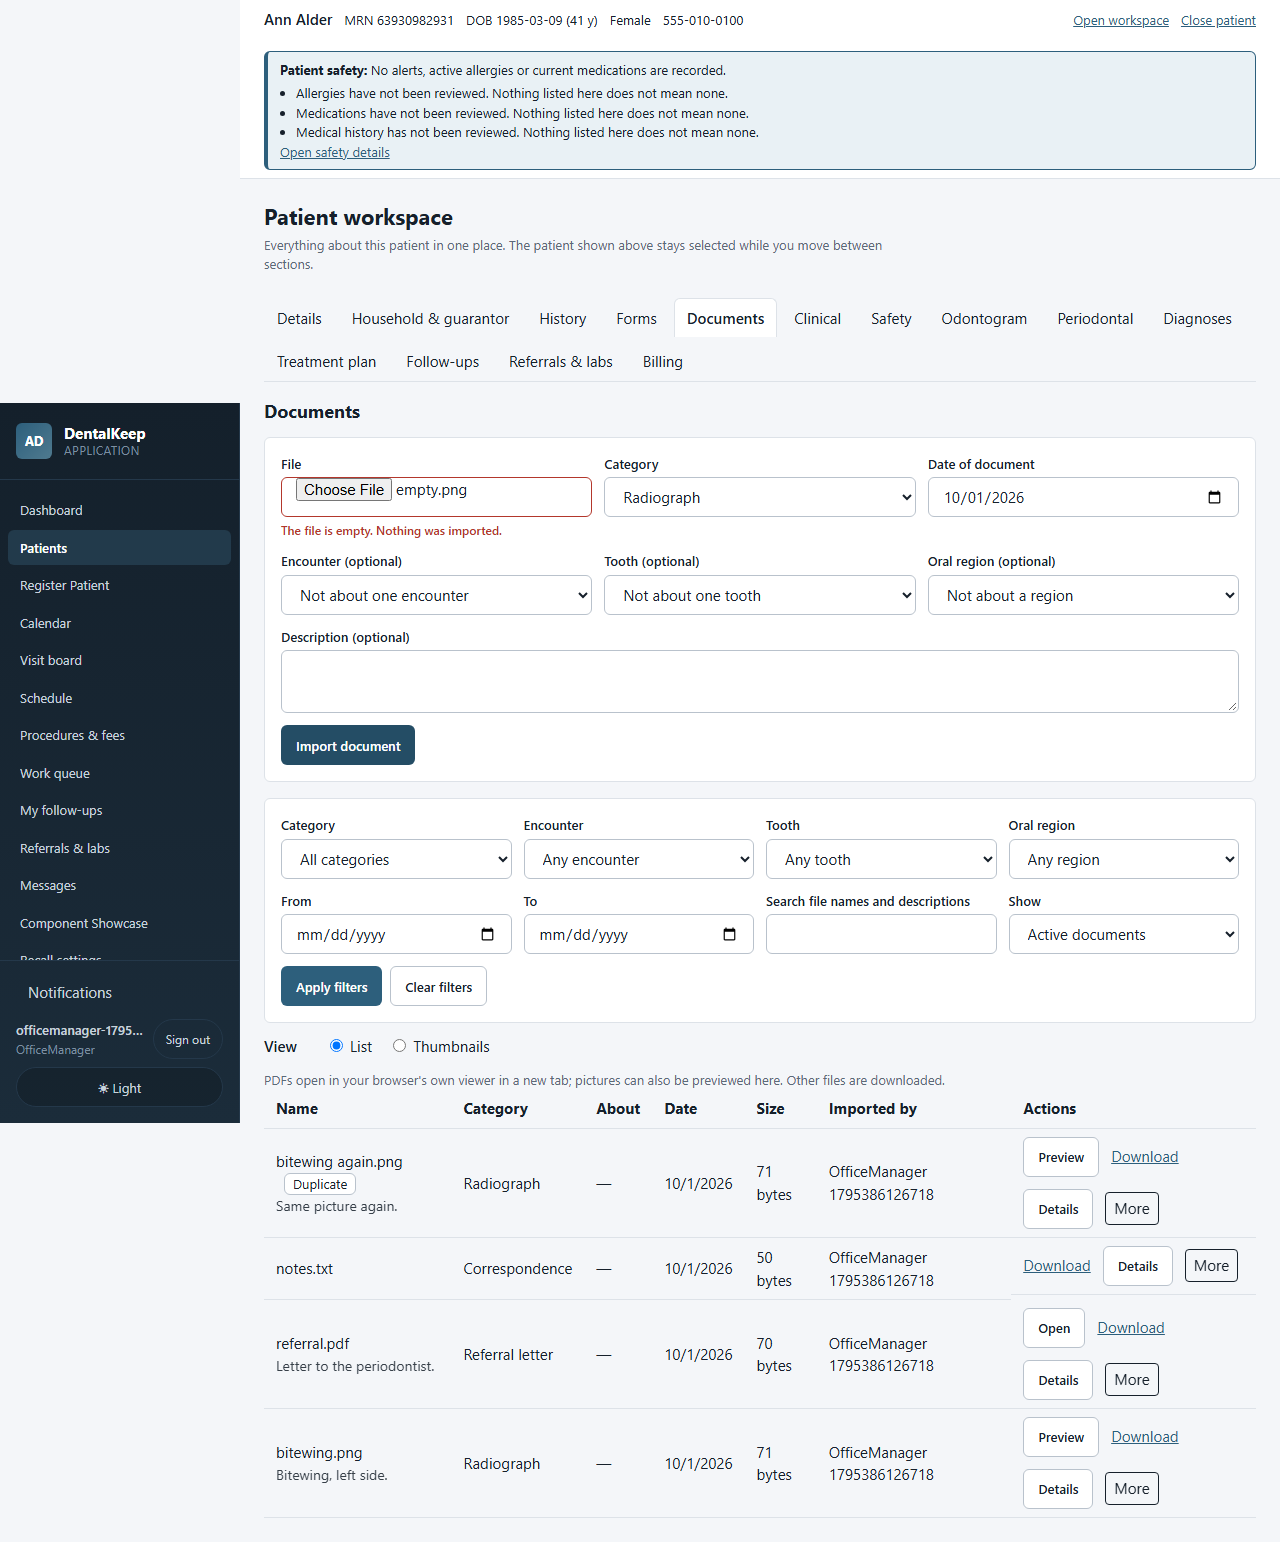 Ann Alder MRN 63930982931 DOB 1985-03-09 (41 y) Female 555-010-0100 Open workspace Close patient
Patient safety: No alerts, active allergies or current medications are recorded.
Allergies have not been reviewed. Nothing listed here does not mean none.
Medications have not been reviewed. Nothing listed here does not mean none.
Medical history has not been reviewed. Nothing listed here does not mean none.
Open safety details
Patient workspace
Everything about this patient in one place. The patient shown above stays selected while you move between
sections.
Details Household & guarantor History Forms Documents Clinical Safety Odontogram Periodontal Diagnoses
Treatment plan Follow-ups Referrals & labs Billing
AD DentalKeep
APPLICATION
Dashboard
Patients
Register Patient
Calendar
Visit board
Schedule
Procedures & fees
Work queue
My follow-ups
Referrals & labs
Messages
Component Showcase
Recall settings
Notifications
officemanager-1795...
OfficeManager
Sign out
☀ Light
Documents
File Category Date of document
Choose File empty.png Radiograph 10/01/2026
The file is empty. Nothing was imported.
Encounter (optional) Tooth (optional) Oral region (optional)
Not about one encounter Not about one tooth Not about a region
Description (optional)
Import document
Category Encounter Tooth Oral region
All categories Any encounter Any tooth Any region
From To Search file names and descriptions Show
mm/dd/yyyy mm/dd/yyyy Active documents
Apply filters Clear filters
View List Thumbnails
PDFs open in your browser's own viewer in a new tab; pictures can also be previewed here. Other files are downloaded.
Name Category About Date Size Imported by Actions
bitewing again.png
Duplicate
Same picture again.
Radiograph — 10/1/2026
71
bytes
OfficeManager
1795386126718
Preview Download
Details More
notes.txt Correspondence — 10/1/2026
50
bytes
OfficeManager
1795386126718
Download Details More
referral.pdf
Letter to the periodontist.
Referral letter — 10/1/2026
70
bytes
OfficeManager
1795386126718
Open Download
Details More
bitewing.png
Bitewing, left side.
Radiograph — 10/1/2026
71
bytes
OfficeManager
1795386126718
Preview Download
Details More